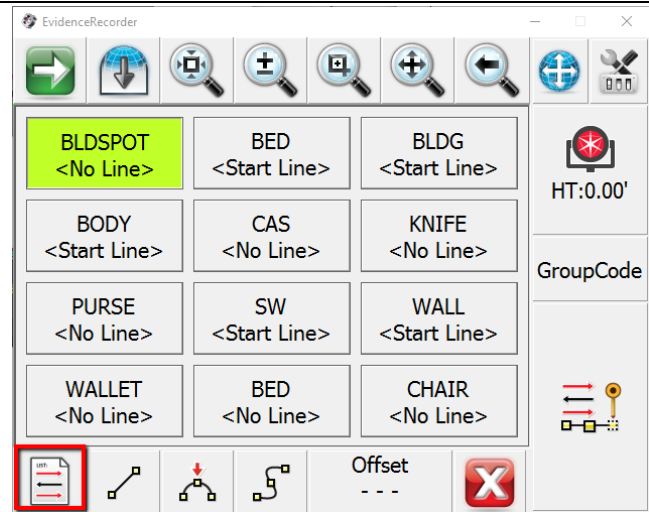 EvidenceRecorder
BLDSPOT
<No Line>
BED
<Start Line>
BLDG
<Start Line>
HT:0.00'
BODY
<Start Line>
CAS
<No Line>
KNIFE
<No Line>
GroupCode
PURSE
<No Line>
SW
<Start Line>
WALL
<Start Line>
WALLET
<No Line>
BED
<No Line>
CHAIR
<No Line>
Offset
- - -